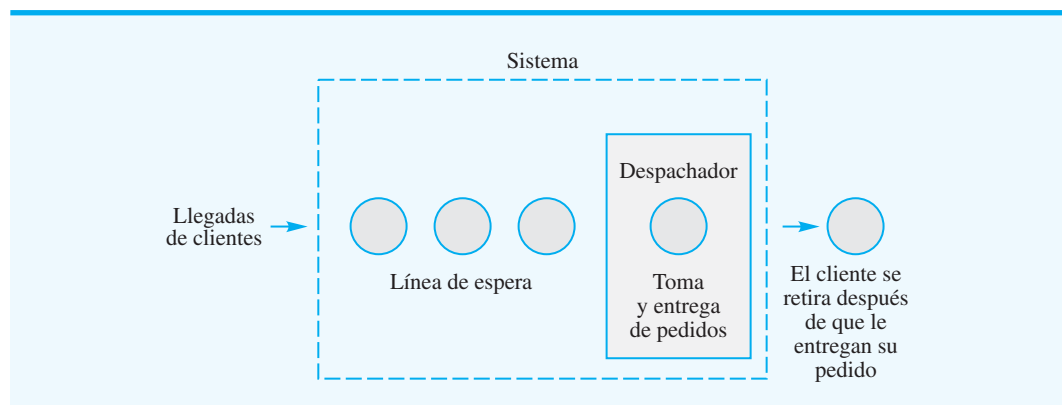 Sistema
Despachador
Llegadas
de clientes
Línea de espera
Toma
y entrega
de pedidos
El cliente se
retira después
de que le
entregan su
pedido